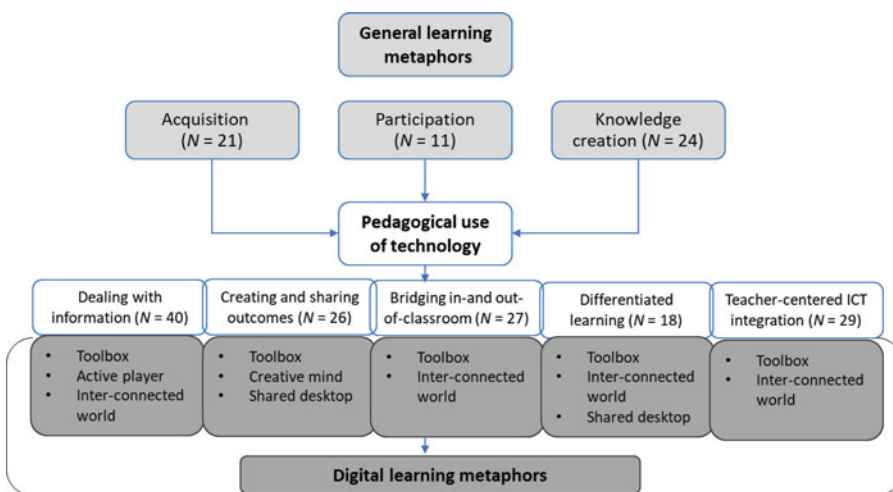 General learning
metaphors
Acquisition
(N = 21)
Participation
(N = 11)
Knowledge
creation (N = 24)
Pedagogical use
of technology
Dealing with
information (N = 40)
Creating and sharing
outcomes (N = 26)
Bridging in-and out-
of-classroom (N = 27)
Differentiated
learning (N = 18)
Teacher-centered ICT
integration (N = 29)
• Toolbox
• Active player
• Inter-connected
world
• Toolbox
• Creative mind
• Shared desktop
• Toolbox
• Inter-connected
world
• Toolbox
• Inter-connected
world
• Shared desktop
• Toolbox
• Inter-connected
world
Digital learning metaphors